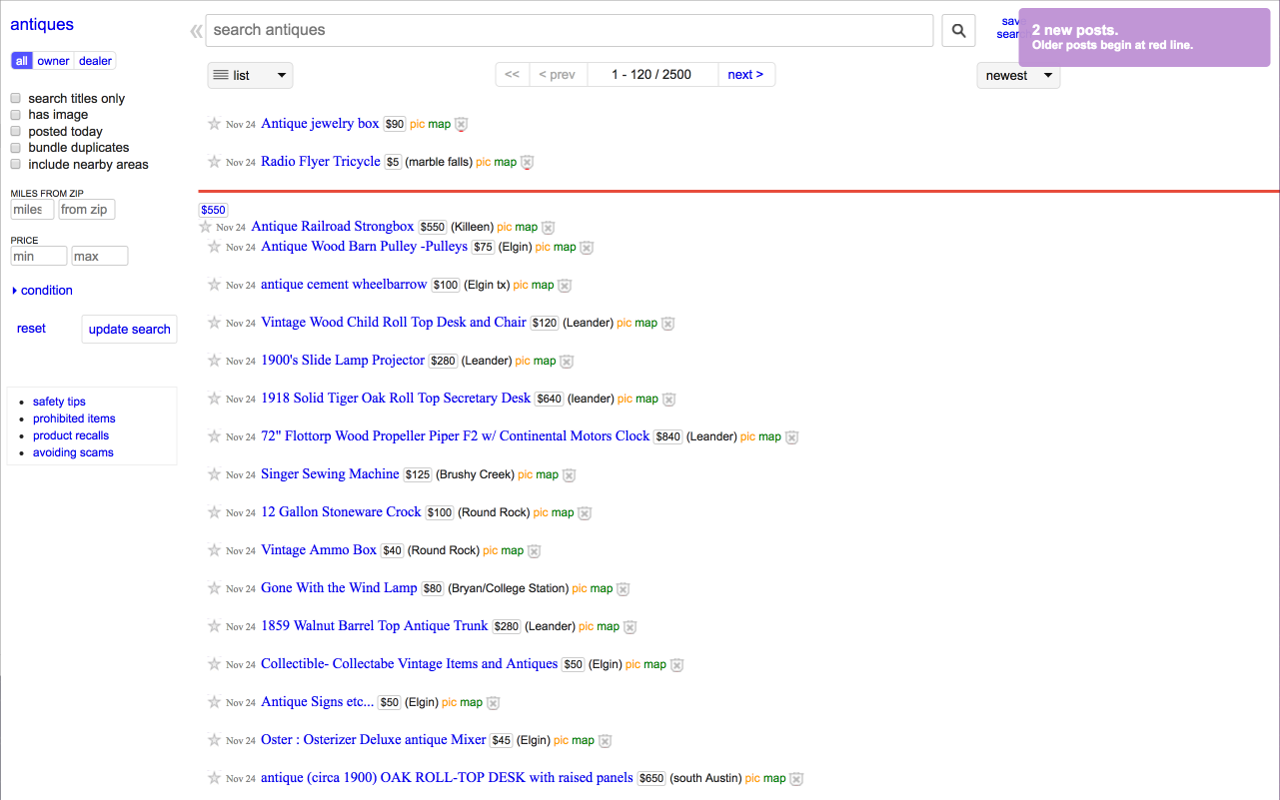 antiques
all owner dealer
search titles only
has image
posted today
bundle duplicates
include nearby areas
MILES FROM ZIP
miles from zip
PRICE
min max
condition
reset update search
safety tips
prohibited items
product recalls
avoiding scams
« search antiques
save
search
2 new posts.
Older posts begin at red line.
list << < prev 1 - 120 / 2500 next > newest
Nov 24 Antique jewelry box $90 pic map
Nov 24 Radio Flyer Tricycle $5 (marble falls) pic map
$550
Nov 24 Antique Railroad Strongbox $550 (Killeen) pic map
Nov 24 Antique Wood Barn Pulley -Pulleys $75 (Elgin) pic map
Nov 24 antique cement wheelbarrow $100 (Elgin tx) pic map
Nov 24 Vintage Wood Child Roll Top Desk and Chair $120 (Leander) pic map
Nov 24 1900's Slide Lamp Projector $280 (Leander) pic map
Nov 24 1918 Solid Tiger Oak Roll Top Secretary Desk $640 (leander) pic map
Nov 24 72" Flottorp Wood Propeller Piper F2 w/ Continental Motors Clock $840 (Leander) pic map
Nov 24 Singer Sewing Machine $125 (Brushy Creek) pic map
Nov 24 12 Gallon Stoneware Crock $100 (Round Rock) pic map
Nov 24 Vintage Ammo Box $40 (Round Rock) pic map
Nov 24 Gone With the Wind Lamp $80 (Bryan/College Station) pic map
Nov 24 1859 Walnut Barrel Top Antique Trunk $280 (Leander) pic map
Nov 24 Collectible- Collectabe Vintage Items and Antiques $50 (Elgin) pic map
Nov 24 Antique Signs etc... $50 (Elgin) pic map
Nov 24 Oster : Osterizer Deluxe antique Mixer $45 (Elgin) pic map
Nov 24 antique (circa 1900) OAK ROLL-TOP DESK with raised panels $650 (south Austin) pic map